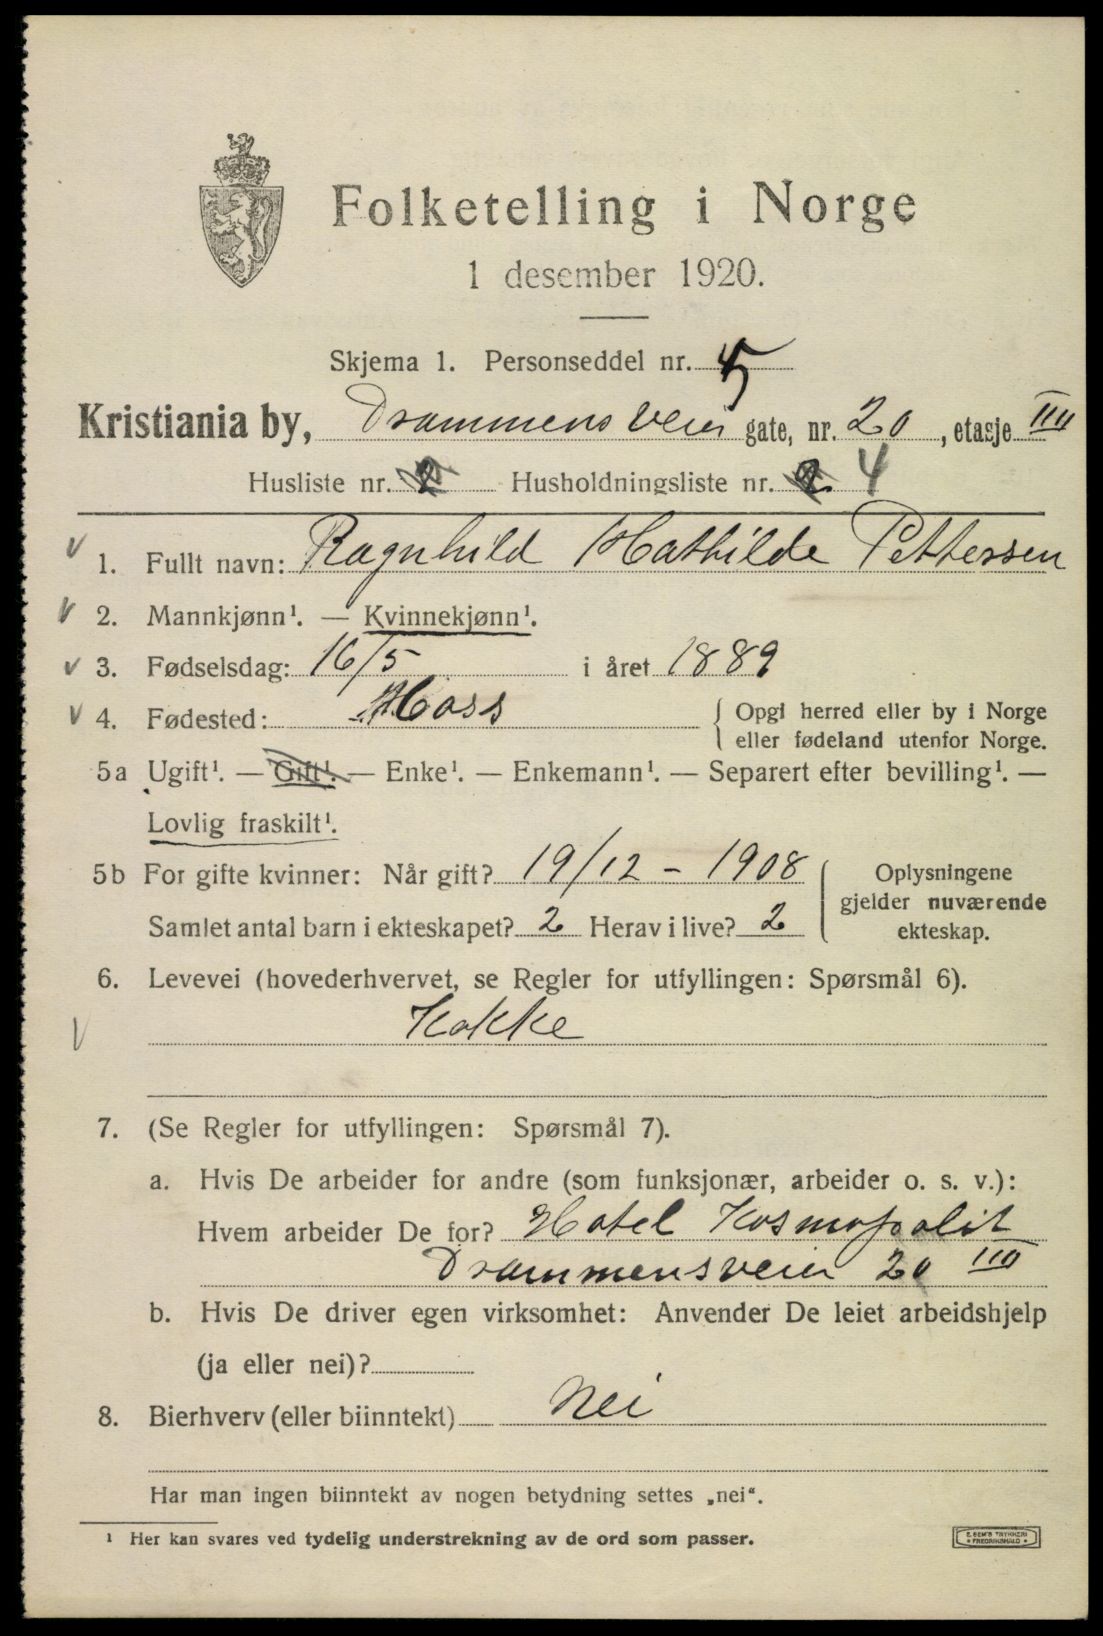 Folketelling i Norge
1 desember 1920.
Skjema 1. Personseddel nr. 5
Kristiania by, Drammensveien gate, nr. 20, etasje III
Husliste nr. 2 Husholdningsliste nr. 2 4
1. Fullt navn: Ragnhild Mathilde Pettersen
2. Mannkjønn¹. — Kvinnekjønn¹.
3. Fødselsdag: 16/5 i året 1889
4. Fødested: Moss { Opgi herred eller by i Norge
eller fødeland utenfor Norge.
5a Ugift¹. — Gift¹. — Enke¹. — Enkemann¹. — Separert efter bevilling¹. —
Lovlig fraskilt¹.
5b For gifte kvinner: Når gift? 19/12 - 1908
Samlet antal barn i ekteskapet? 2 Herav i live? 2
Oplysningene
gjelder nuværende
ekteskap.
6. Levevei (hovederhvervet, se Regler for utfyllingen: Spørsmål 6).
Kokke
7. (Se Regler for utfyllingen: Spørsmål 7).
a. Hvis De arbeider for andre (som funksjonær, arbeider o. s. v.):
Hvem arbeider De for? Hotel Kosmopolit
Drammensveien 20 III
b. Hvis De driver egen virksomhet: Anvender De leiet arbeidshjelp
(ja eller nei)?
8. Bierhverv (eller biinntekt) Nei
Har man ingen biinntekt av nogen betydning settes „nei“.
¹ Her kan svares ved tydelig understrekning av de ord som passer.
E. SEM'S TRYKKERI
• FREDRIKSHALD •